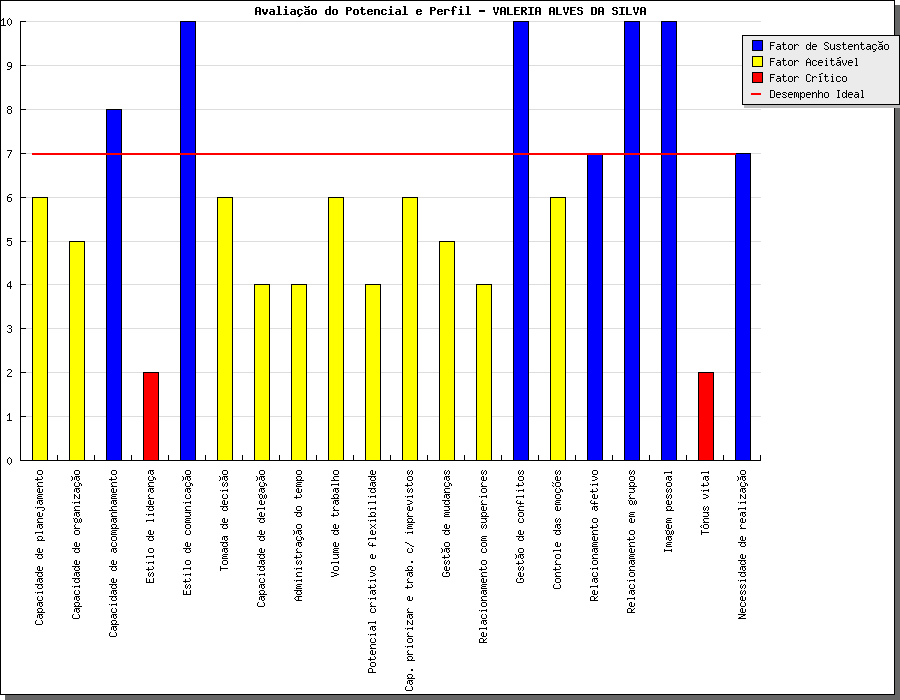 Avaliação do Potencial e Perfil - VALERIA ALVES DA SILVA
Fator de Sustentação
Fator Aceitável
Fator Crítico
Desempenho Ideal
10
9
8
7
6
5
4
3
2
1
0
Capacidade de planejamento
Capacidade de organização
Capacidade de acompanhamento
Estilo de liderança
Estilo de comunicação
Tomada de decisão
Capacidade de delegação
Administração do tempo
Volume de trabalho
Potencial criativo e flexibilidade
Cap. priorizar e trab. c/ imprevistos
Gestão de mudanças
Relacionamento com superiores
Gestão de conflitos
Controle das emoções
Relacionamento afetivo
Relacionamento em grupos
Imagem pessoal
Tônus vital
Necessidade de realização